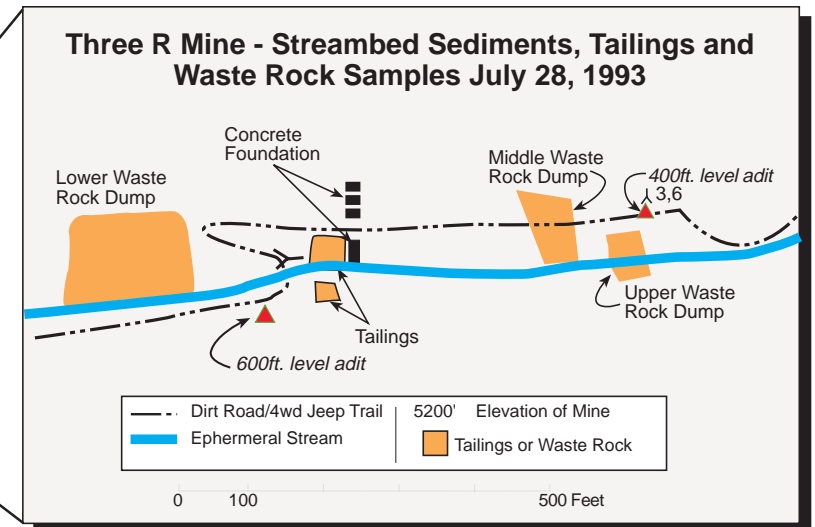 Three R Mine - Streambed Sediments, Tailings and
Waste Rock Samples July 28, 1993
Concrete
Foundation
Lower Waste
Rock Dump
Middle Waste
Rock Dump
400ft. level adit
3,6
Upper Waste
Rock Dump
Tailings
600ft. level adit
Dirt Road/4wd Jeep Trail
5200' Elevation of Mine
Ephermeral Stream
Tailings or Waste Rock
0 100 500 Feet